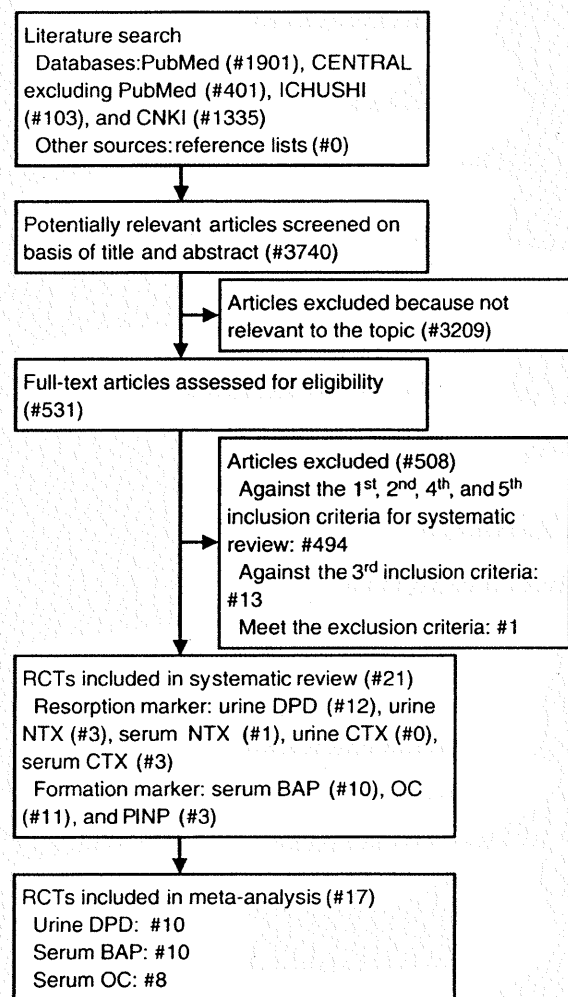 Literature search
Databases:PubMed (#1901), CENTRAL
excluding PubMed (#401), ICHUSHI
(#103), and CNKI (#1335)
Other sources: reference lists (#0)
Potentially relevant articles screened on
basis of title and abstract (#3740)
Articles excluded because not
relevant to the topic (#3209)
Full-text articles assessed for eligibility
(#531)
Articles excluded (#508)
Against the 1st, 2nd, 4th, and 5th
inclusion criteria for systematic
review: #494
Against the 3rd inclusion criteria:
#13
Meet the exclusion criteria: #1
RCTs included in systematic review (#21)
Resorption marker: urine DPD (#12), urine
NTX (#3), serum NTX (#1), urine CTX (#0),
serum CTX (#3)
Formation marker: serum BAP (#10), OC
(#11), and PINP (#3)
RCTs included in meta-analysis (#17)
Urine DPD: #10
Serum BAP: #10
Serum OC: #8